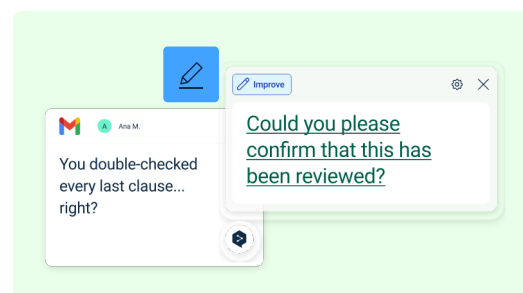 Improve
Could you please
confirm that this has
been reviewed?
A Ana M.
You double-checked
every last clause...
right?